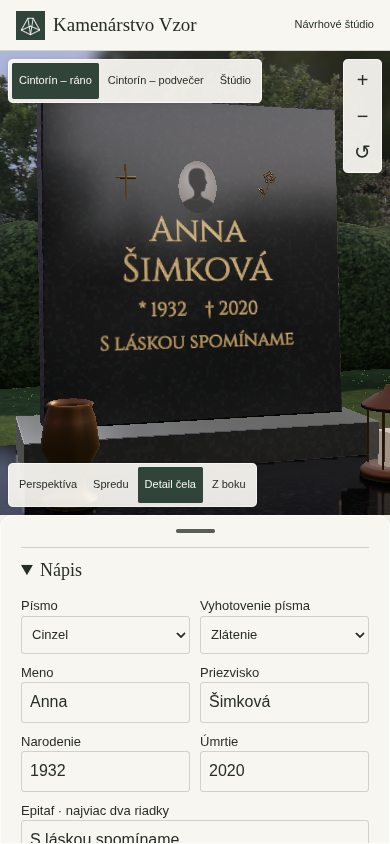 Kamenárstvo Vzor
Návrhové štúdio
Cintorín – ráno
Cintorín – podvečer
Štúdio
+
−
↺
Anna
Šimková
* 1932 † 2020
S láskou spomíname
Perspektíva
Spredu
Detail čela
Z boku
Nápis
Písmo
Vyhotovenie písma
Cinzel
Zlátenie
Meno
Priezvisko
Anna
Šimková
Narodenie
Úmrtie
1932
2020
Epitaf · najviac dva riadky
S láskou spomíname